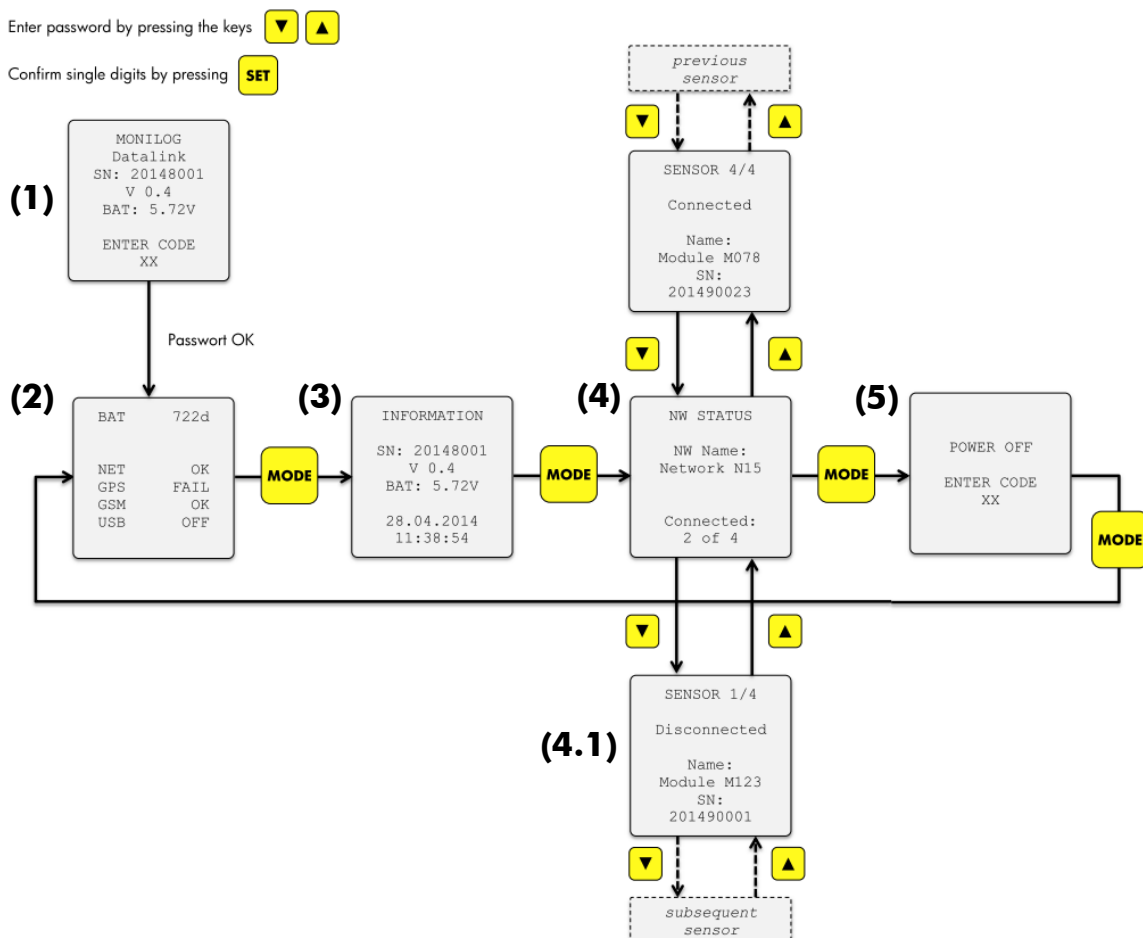 Enter password by pressing the keys ▼ ▲
Confirm single digits by pressing SET
previous
sensor
▼ ▲
(1)
MONILOG
Datalink
SN: 20148001
V 0.4
BAT: 5.72V
ENTER CODE
XX
SENSOR 4/4
Connected
Name:
Module M078
SN:
201490023
Passwort OK
▼ ▲
(2)
BAT 722d
NET OK
GPS FAIL
GSM OK
USB OFF
MODE
(3)
INFORMATION
SN: 20148001
V 0.4
BAT: 5.72V
28.04.2014
11:38:54
MODE
(4)
NW STATUS
NW Name:
Network N15
Connected:
2 of 4
MODE
(5)
POWER OFF
ENTER CODE
XX
MODE
▼ ▲
(4.1)
SENSOR 1/4
Disconnected
Name:
Module M123
SN:
201490001
▼ ▲
subsequent
sensor